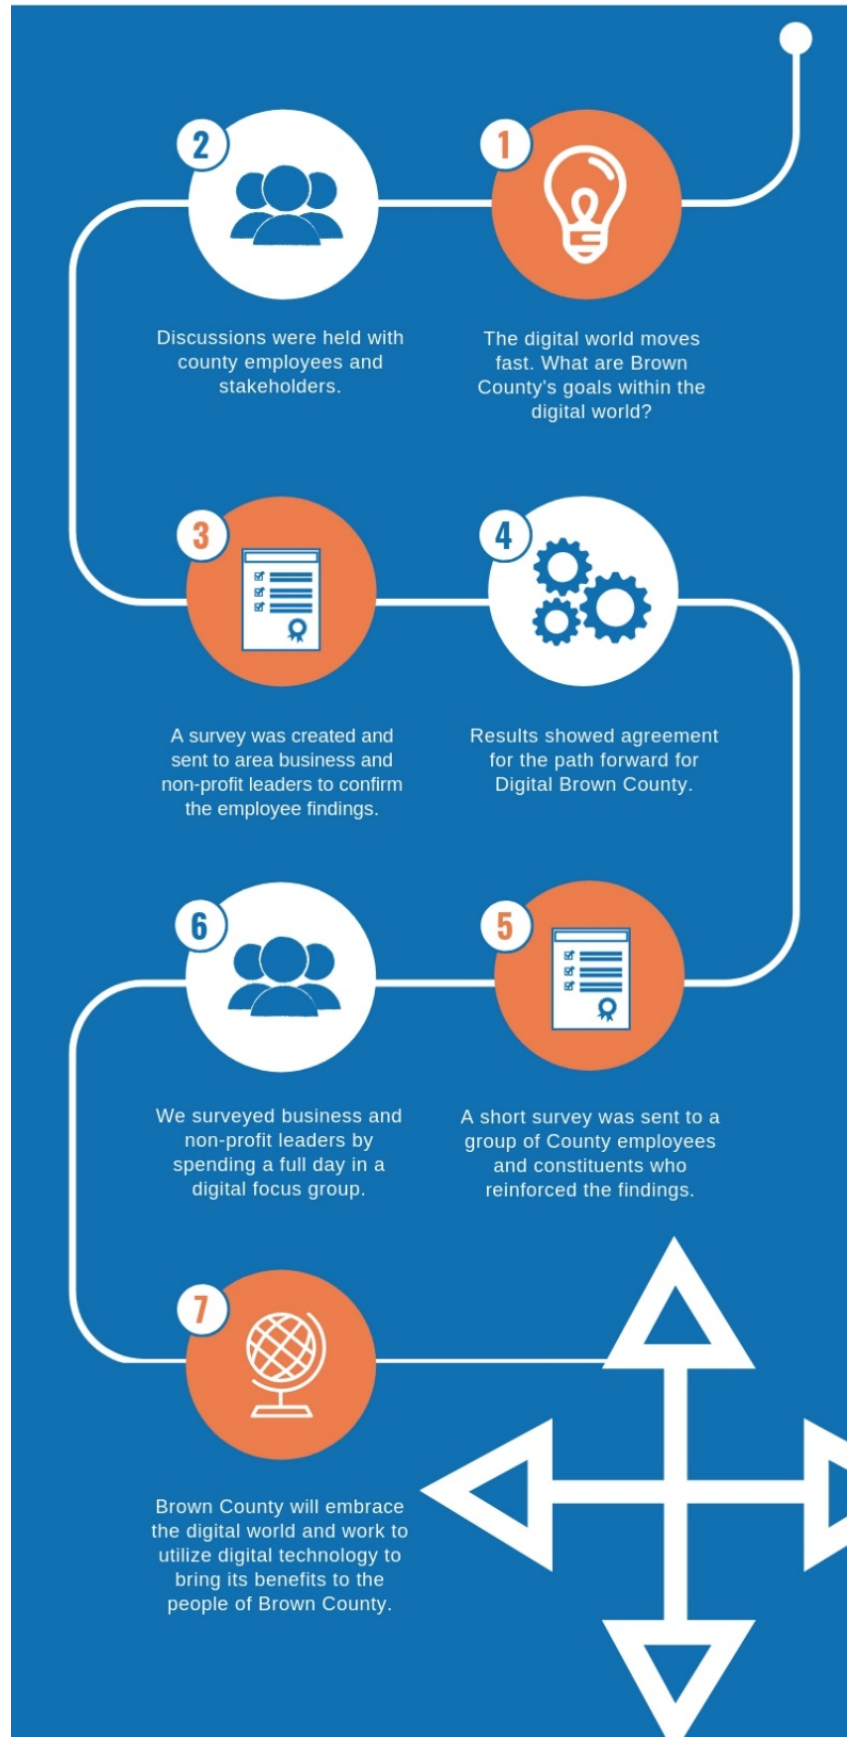 1
The digital world moves
fast. What are Brown
County's goals within the
digital world?
2
Discussions were held with
county employees and
stakeholders.
3
A survey was created and
sent to area business and
non-profit leaders to confirm
the employee findings.
4
Results showed agreement
for the path forward for
Digital Brown County.
5
A short survey was sent to a
group of County employees
and constituents who
reinforced the findings.
6
We surveyed business and
non-profit leaders by
spending a full day in a
digital focus group.
7
Brown County will embrace
the digital world and work to
utilize digital technology to
bring its benefits to the
people of Brown County.